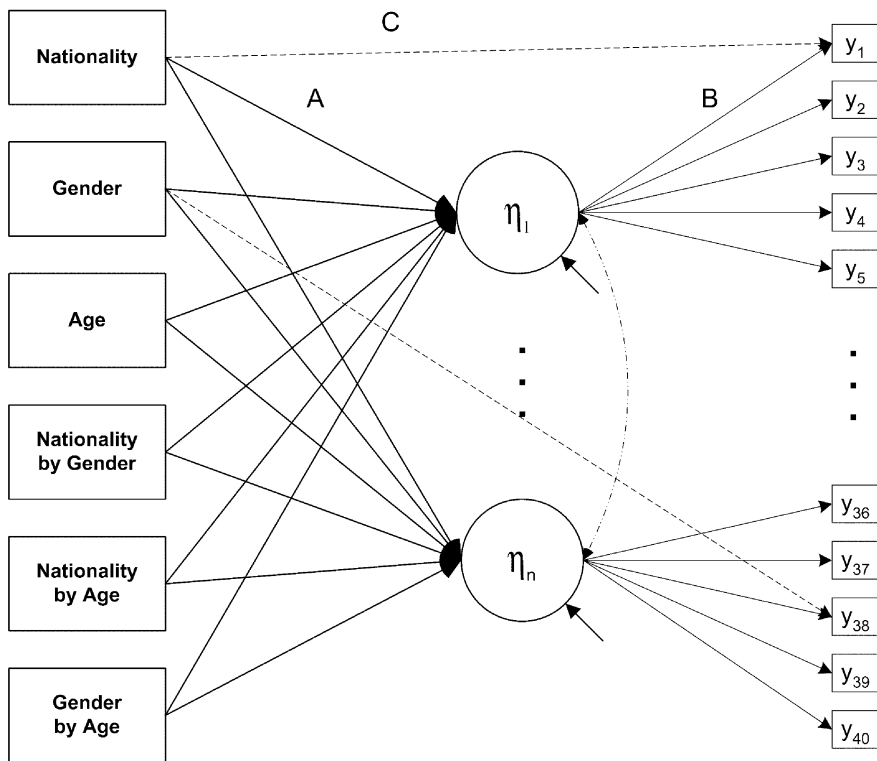 C
Nationality
A
B
Gender
Age
Nationality
by Gender
Nationality
by Age
Gender
by Age
η1
ηn
y1
y2
y3
y4
y5
y36
y37
y38
y39
y40